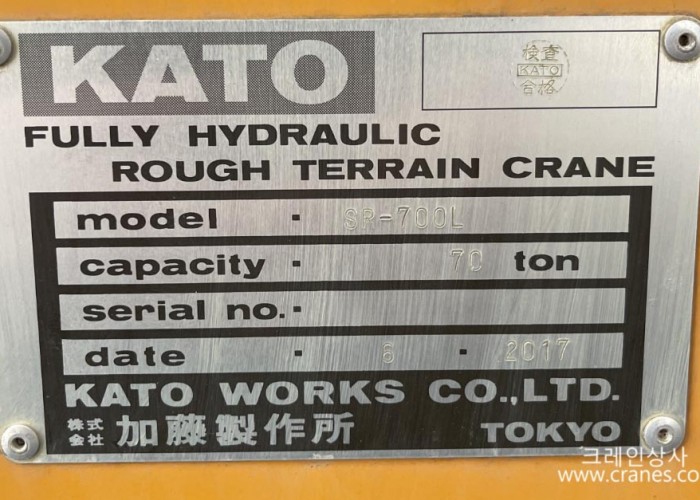 KATO
検査
KATO
合格
FULLY HYDRAULIC
ROUGH TERRAIN CRANE
model · SR-700L
capacity · 70 ton
serial no. ·
date · 6 · 2017
KATO WORKS CO.,LTD.
株式会社 加藤製作所 TOKYO
크레인상사
www.cranes.co